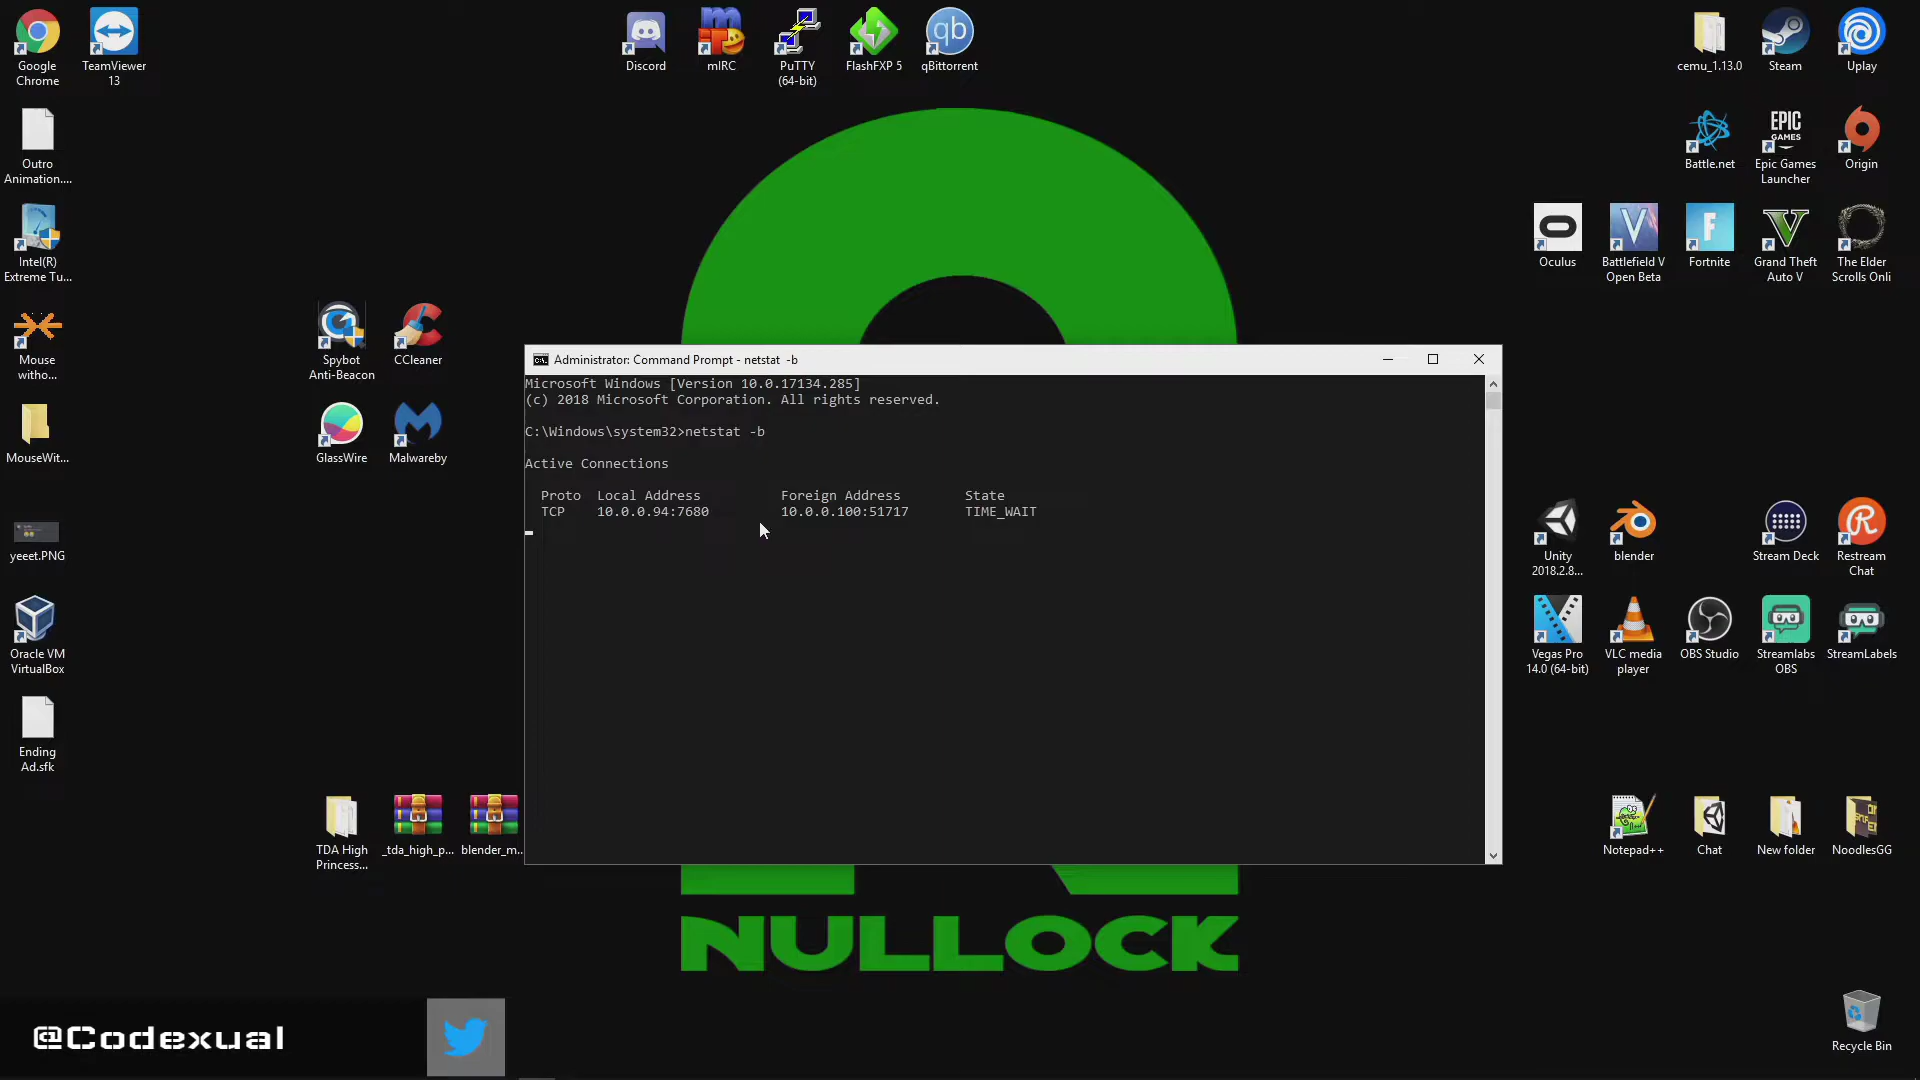 Google
Chrome
TeamViewer
13
Discord
mIRC
PuTTY
(64-bit)
FlashFXP 5
qb
qBittorrent
cemu_1.13.0
Steam
Uplay
Outro
Animation....
Battle.net
EPIC
GAMES
Epic Games
Launcher
Origin
Intel(R)
Extreme Tu...
Oculus
V
Battlefield V
Open Beta
F
Fortnite
V
Grand Theft
Auto V
The Elder
Scrolls Onli
Mouse
witho...
Spybot
Anti-Beacon
CCleaner
MouseWit...
GlassWire
Malwareby
Administrator: Command Prompt - netstat  -b
Microsoft Windows [Version 10.0.17134.285]
(c) 2018 Microsoft Corporation. All rights reserved.
C:\Windows\system32>netstat -b
Active Connections
Proto  Local Address          Foreign Address        State
TCP    10.0.0.94:7680         10.0.0.100:51717       TIME_WAIT
yeeet.PNG
Unity
2018.2.8...
blender
Stream Deck
Restream
Chat
Oracle VM
VirtualBox
Vegas Pro
14.0 (64-bit)
VLC media
player
OBS Studio
Streamlabs
OBS
StreamLabels
Ending
Ad.sfk
TDA High
Princess...
_tda_high_p...
blender_m...
Notepad++
Chat
New folder
NoodlesGG
NULLOCK
@Codexual
Recycle Bin